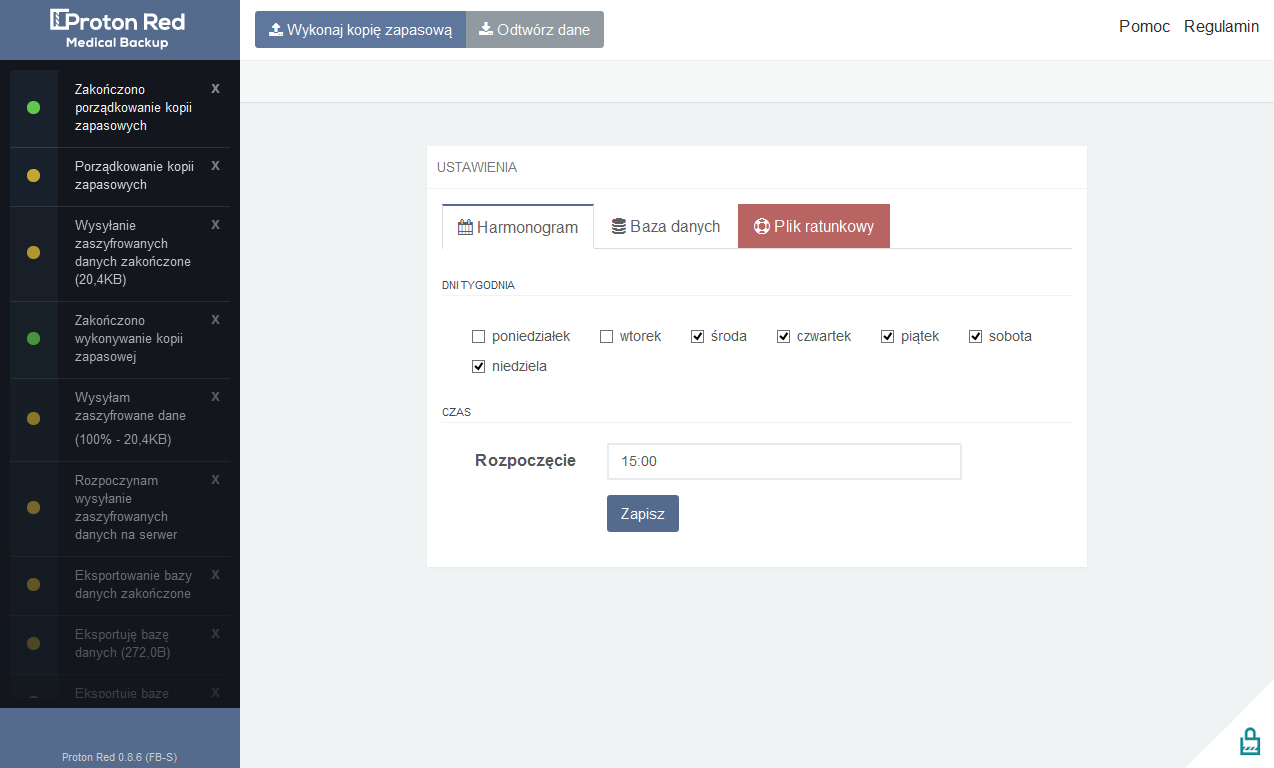 Proton Red
Medical Backup
Wykonaj kopię zapasową
Odtwórz dane
Pomoc
Regulamin
Zakończono
porządkowanie kopii
zapasowych
X
Porządkowanie kopii
zapasowych
X
Wysyłanie
zaszyfrowanych
danych zakończone
(20,4KB)
X
Zakończono
wykonywanie kopii
zapasowej
X
Wysyłam
zaszyfrowane dane
(100% - 20,4KB)
X
Rozpoczynam
wysyłanie
zaszyfrowanych
danych na serwer
X
Eksportowanie bazy
danych zakończone
X
Eksportuję bazę
danych (272,0B)
X
Eksportuję bazę
X
Proton Red 0.8.6 (FB-S)
USTAWIENIA
Harmonogram
Baza danych
Plik ratunkowy
DNI TYGODNIA
poniedziałek
wtorek
środa
czwartek
piątek
sobota
niedziela
CZAS
Rozpoczęcie
15:00
Zapisz